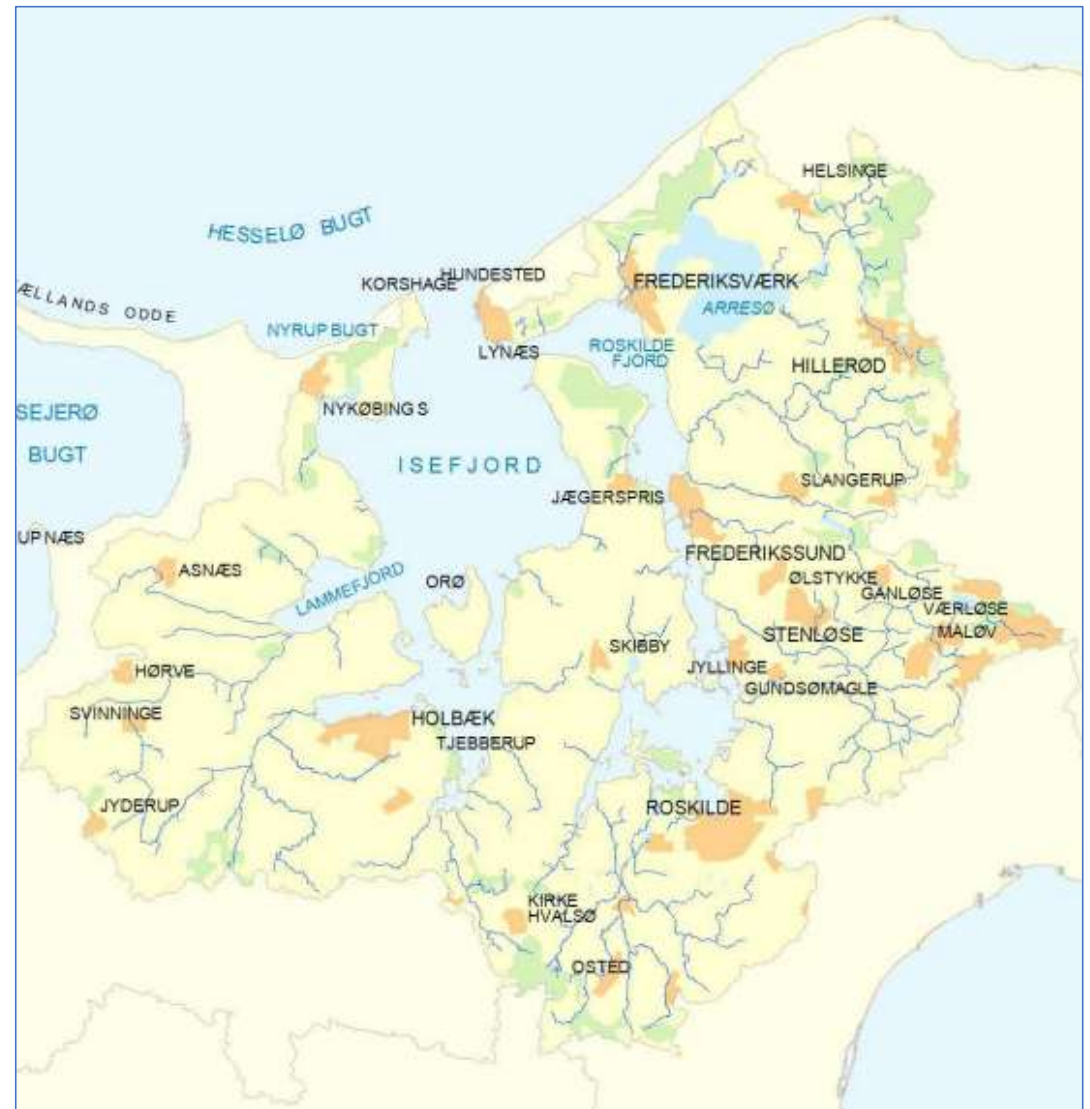 HELSINGE
HESSELØ BUGT
KORSHAGE
HUNDESTED
FREDERIKSVÆRK
ÆLLANDS ODDE
ARRESØ
NYRUP BUGT
LYNÆS
ROSKILDE
FJORD
HILLERØD
NYKØBING S
SEJERØ
BUGT
ISEFJORD
SLANGERUP
JÆGERSPRIS
UP NÆS
FREDERIKSSUND
ASNÆS
LAMMEFJORD
ORØ
ØLSTYKKE
GANLØSE
VÆRLØSE
STENLØSE
MALØV
SKIBBY
JYLLINGE
HØRVE
GUNDSØMAGLE
SVINNINGE
HOLBÆK
TJEBBERUP
JYDERUP
ROSKILDE
KIRKE
HVALSØ
OSTED